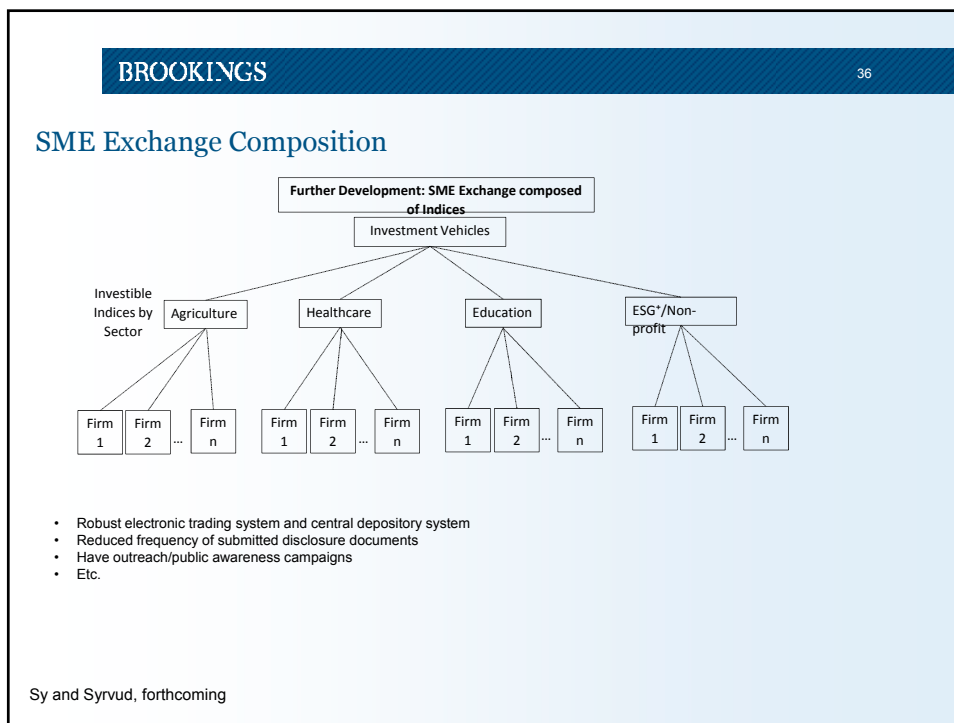 BROOKINGS
36
SME Exchange Composition
Further Development: SME Exchange composed
of Indices
Investment Vehicles
Investible
Indices by
Sector
Agriculture
Healthcare
Education
ESG⁺/Non-
profit
Firm
1
Firm
2
...
Firm
n
Firm
1
Firm
2
...
Firm
n
Firm
1
Firm
2
...
Firm
n
Firm
1
Firm
2
...
Firm
n
• Robust electronic trading system and central depository system
• Reduced frequency of submitted disclosure documents
• Have outreach/public awareness campaigns
• Etc.
Sy and Syrvud, forthcoming